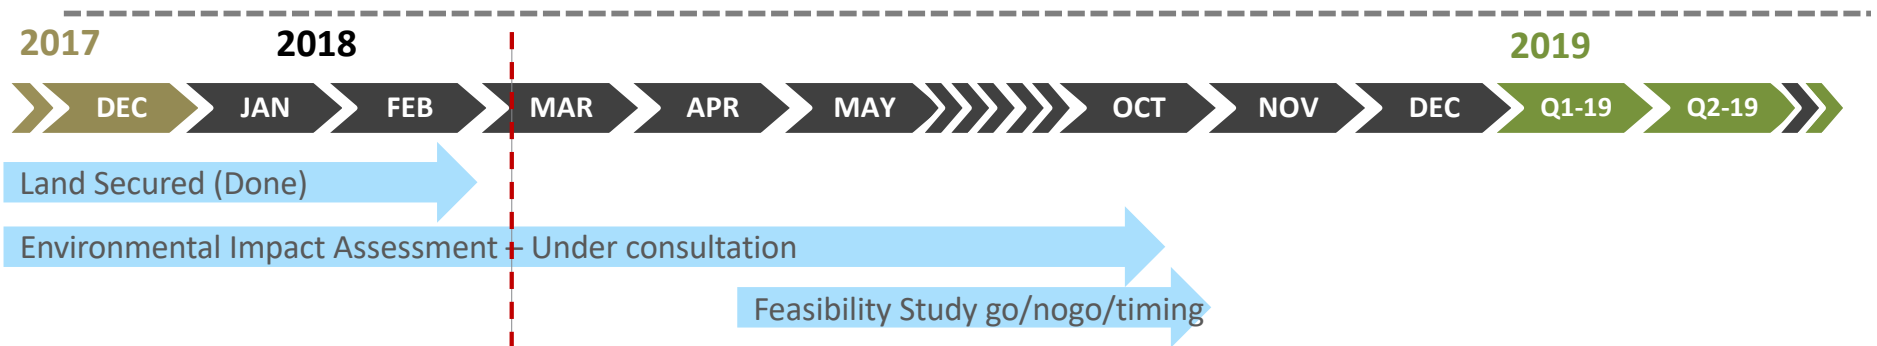 2017 2018 2019
DEC JAN FEB MAR APR MAY OCT NOV DEC Q1-19 Q2-19
Land Secured (Done)
Environmental Impact Assessment – Under consultation
Feasibility Study go/nogo/timing